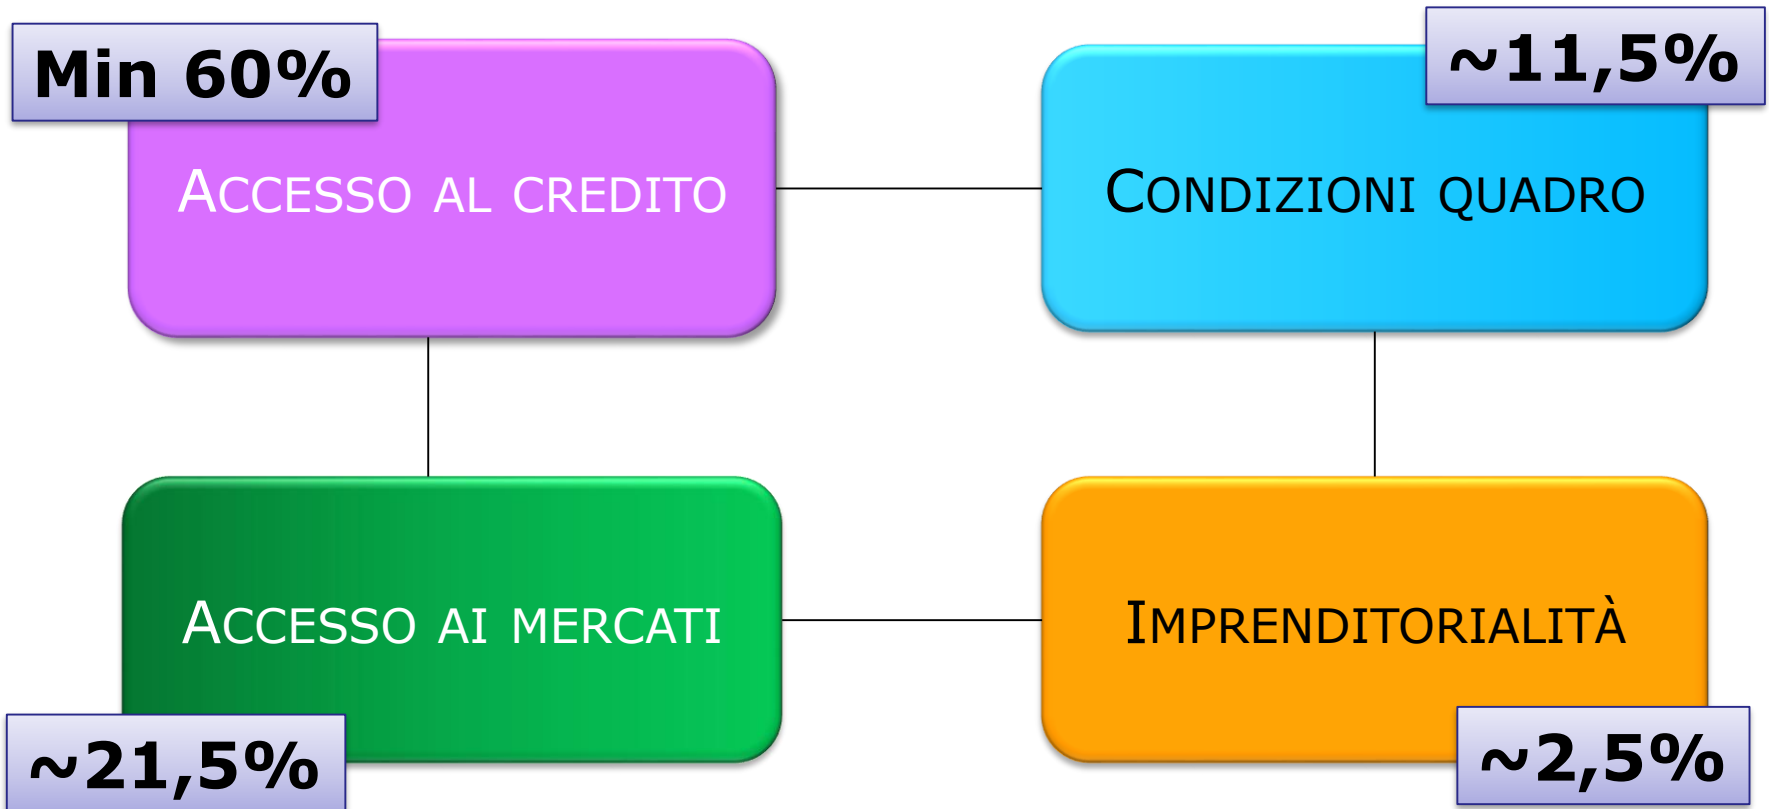 Min 60%
~11,5%
Accesso al credito
Condizioni quadro
Accesso ai mercati
Imprenditorialità
~21,5%
~2,5%